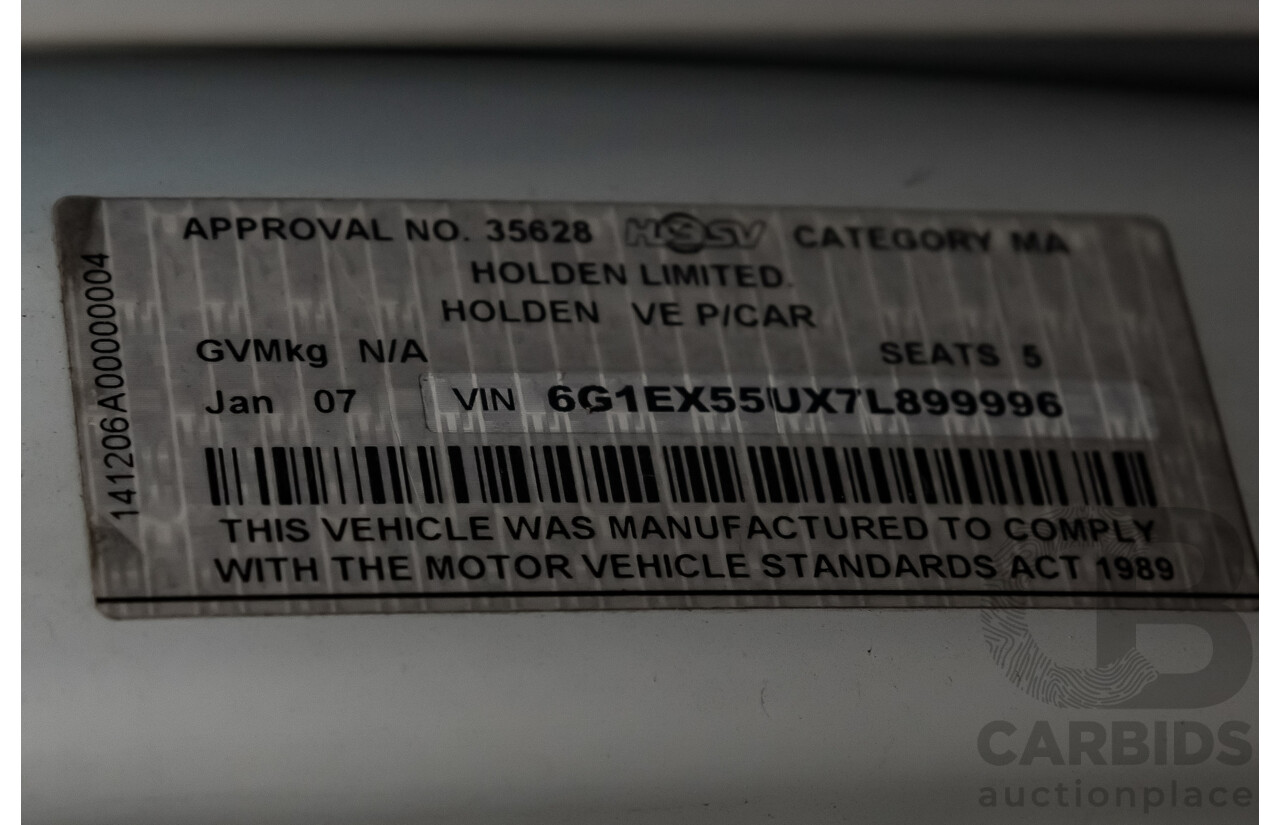 APPROVAL NO. 35628 HSV CATEGORY MA
HOLDEN LIMITED.
HOLDEN VE P/CAR
GVMkg N/A SEATS 5
Jan 07 VIN 6G1EX55UX7L899996
THIS VEHICLE WAS MANUFACTURED TO COMPLY
WITH THE MOTOR VEHICLE STANDARDS ACT 1989
141206A00000004
CARBIDS
auctionplace